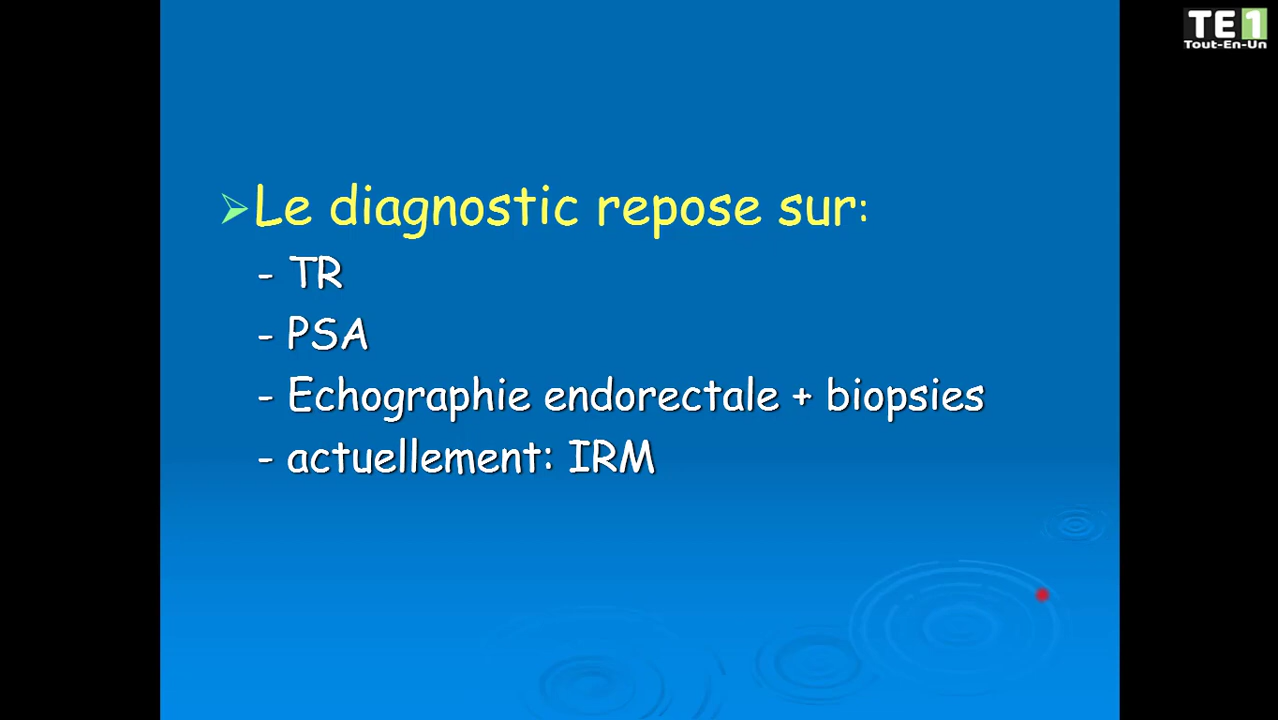 TE1
Tout-En-Un
Le diagnostic repose sur:
- TR
- PSA
- Echographie endorectale + biopsies
- actuellement: IRM